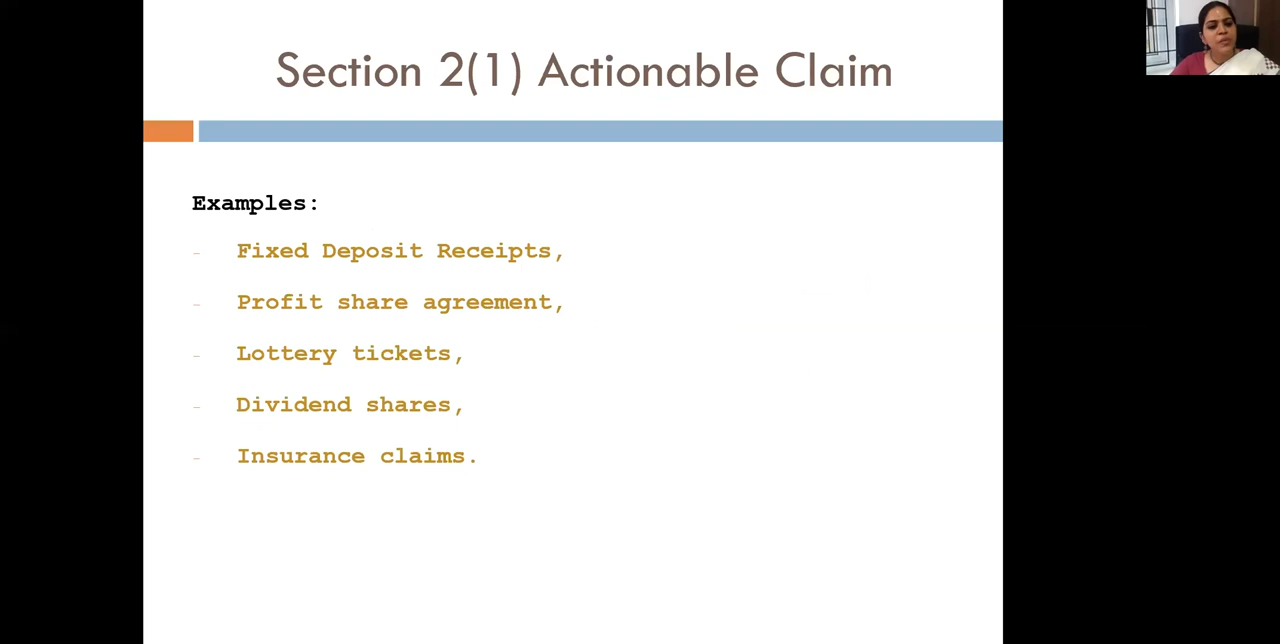 Section 2(1) Actionable Claim
Examples:
– Fixed Deposit Receipts,
– Profit share agreement,
– Lottery tickets,
– Dividend shares,
– Insurance claims.